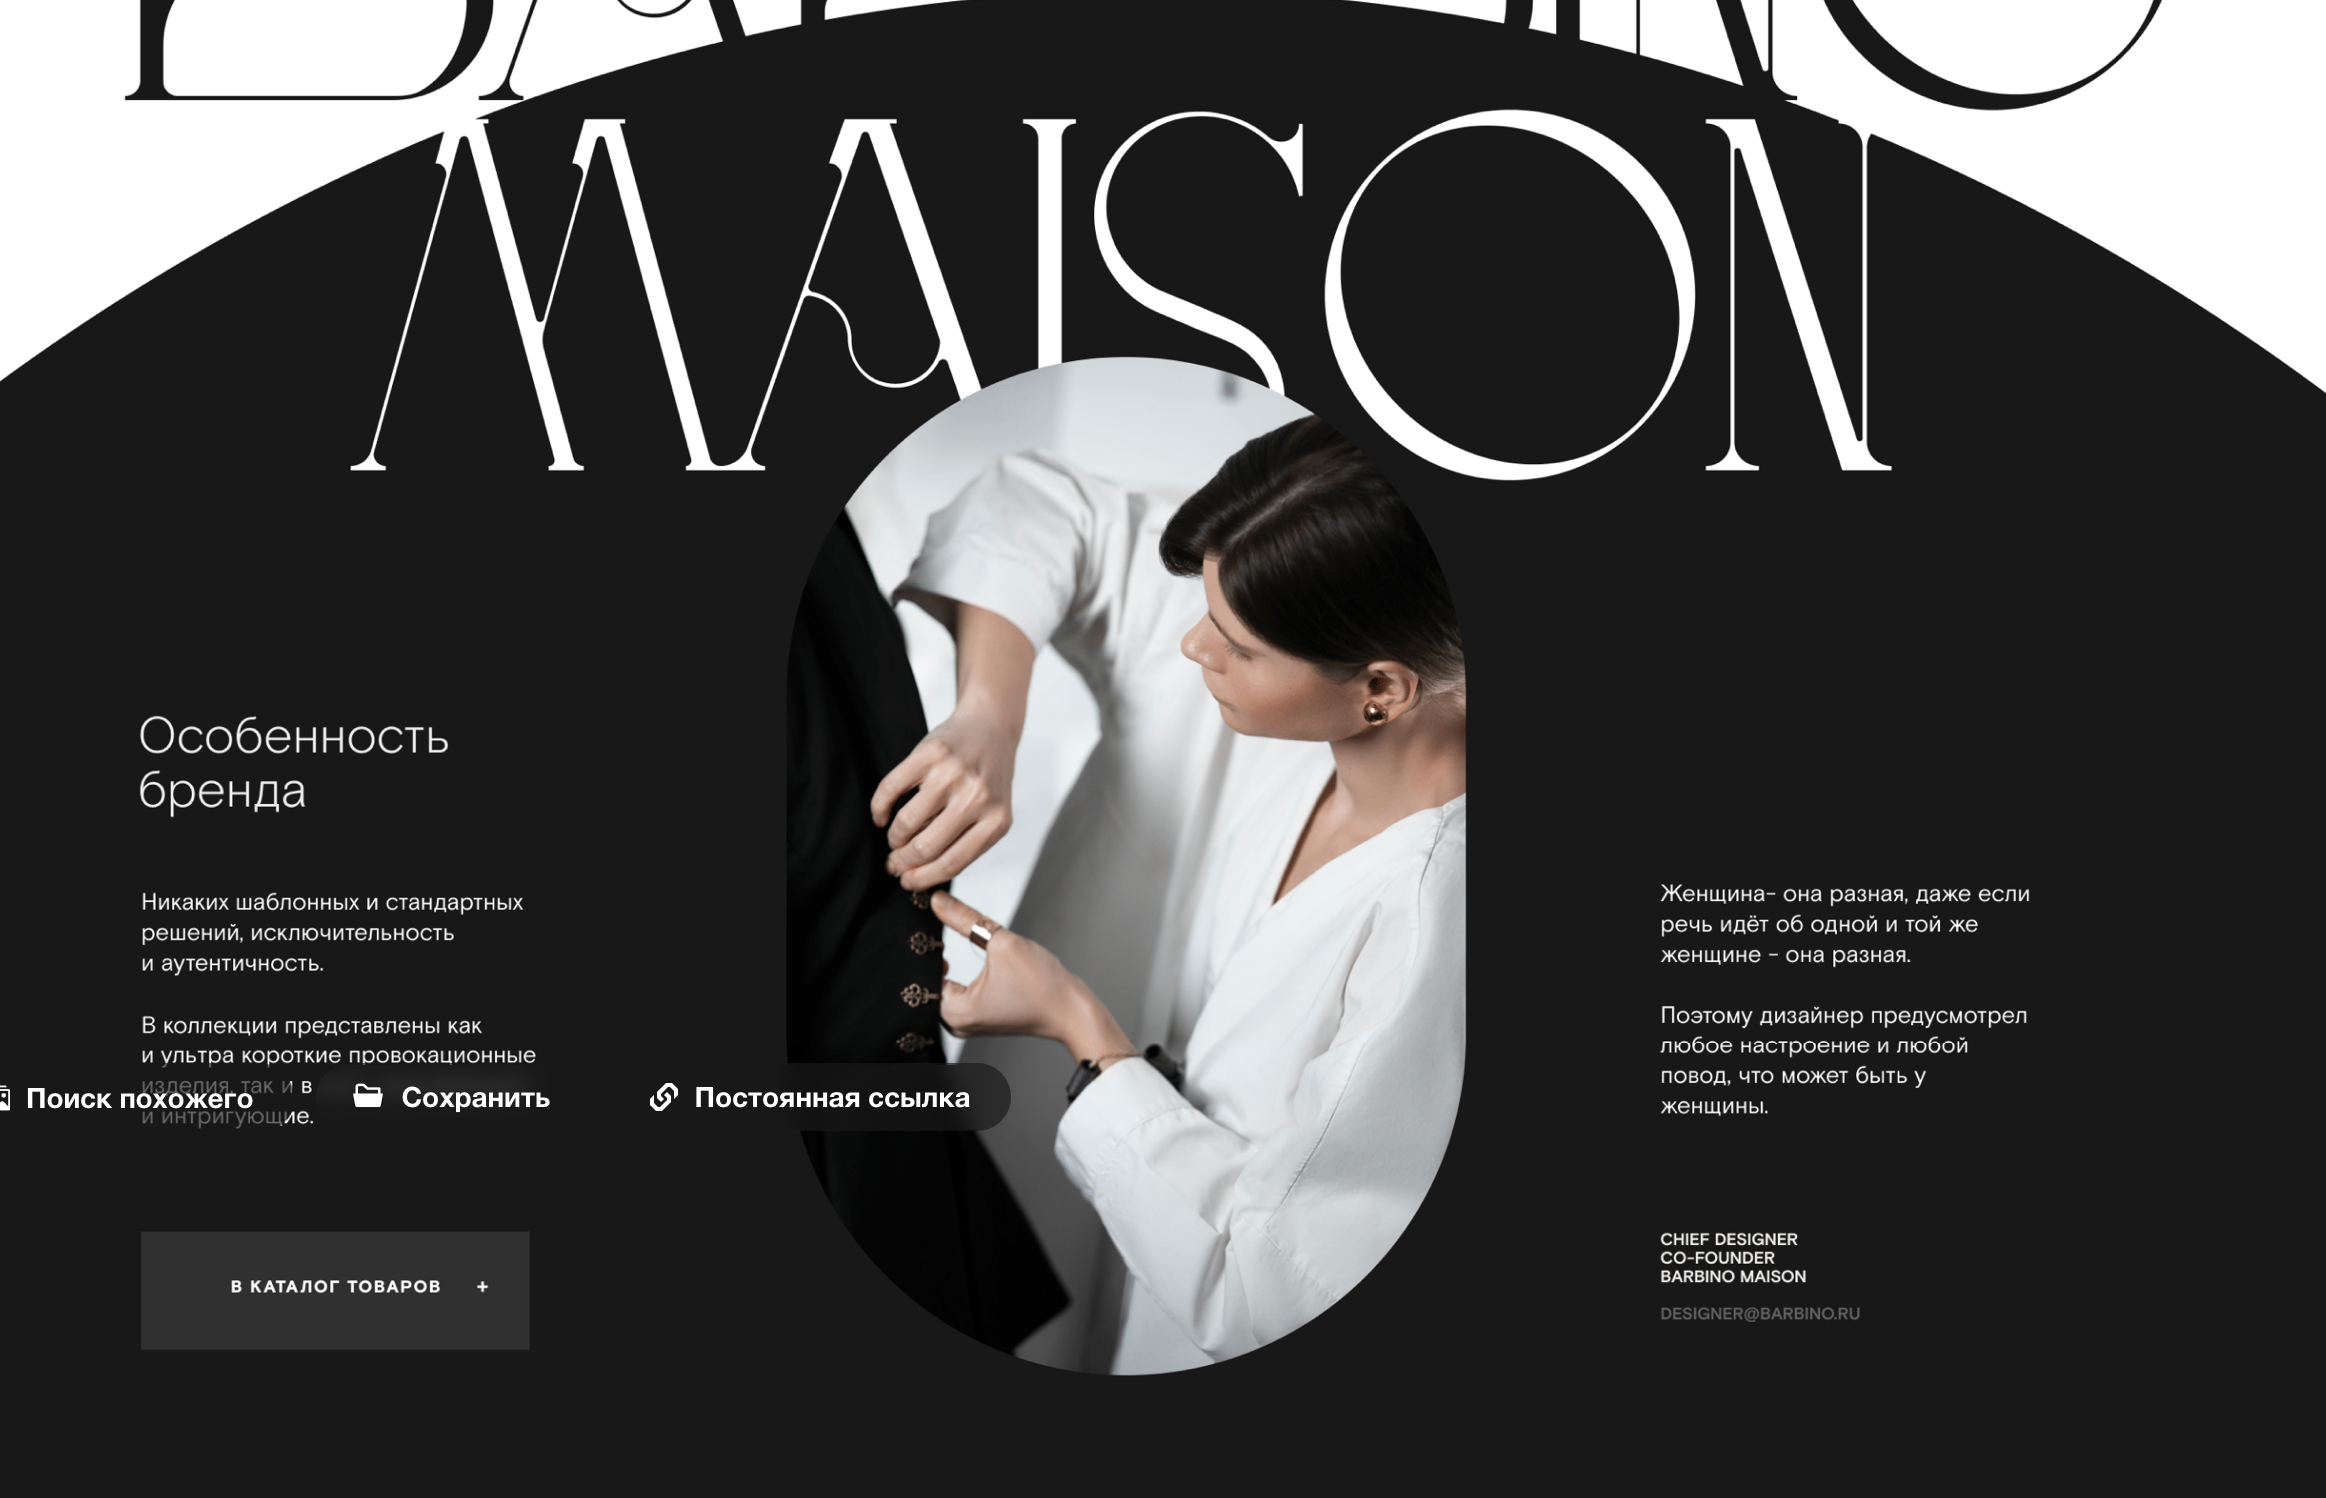 MAISON
Особенность
бренда
Никаких шаблонных и стандартных
решений, исключительность
и аутентичность.
В коллекции представлены как
и ультра короткие провокационные
изделия, так и в
и интригующие.
Поиск похожего
Сохранить
Постоянная ссылка
В КАТАЛОГ ТОВАРОВ +
Женщина- она разная, даже если
речь идёт об одной и той же
женщине - она разная.
Поэтому дизайнер предусмотрел
любое настроение и любой
повод, что может быть у
женщины.
CHIEF DESIGNER
CO-FOUNDER
BARBINO MAISON
DESIGNER@BARBINO.RU